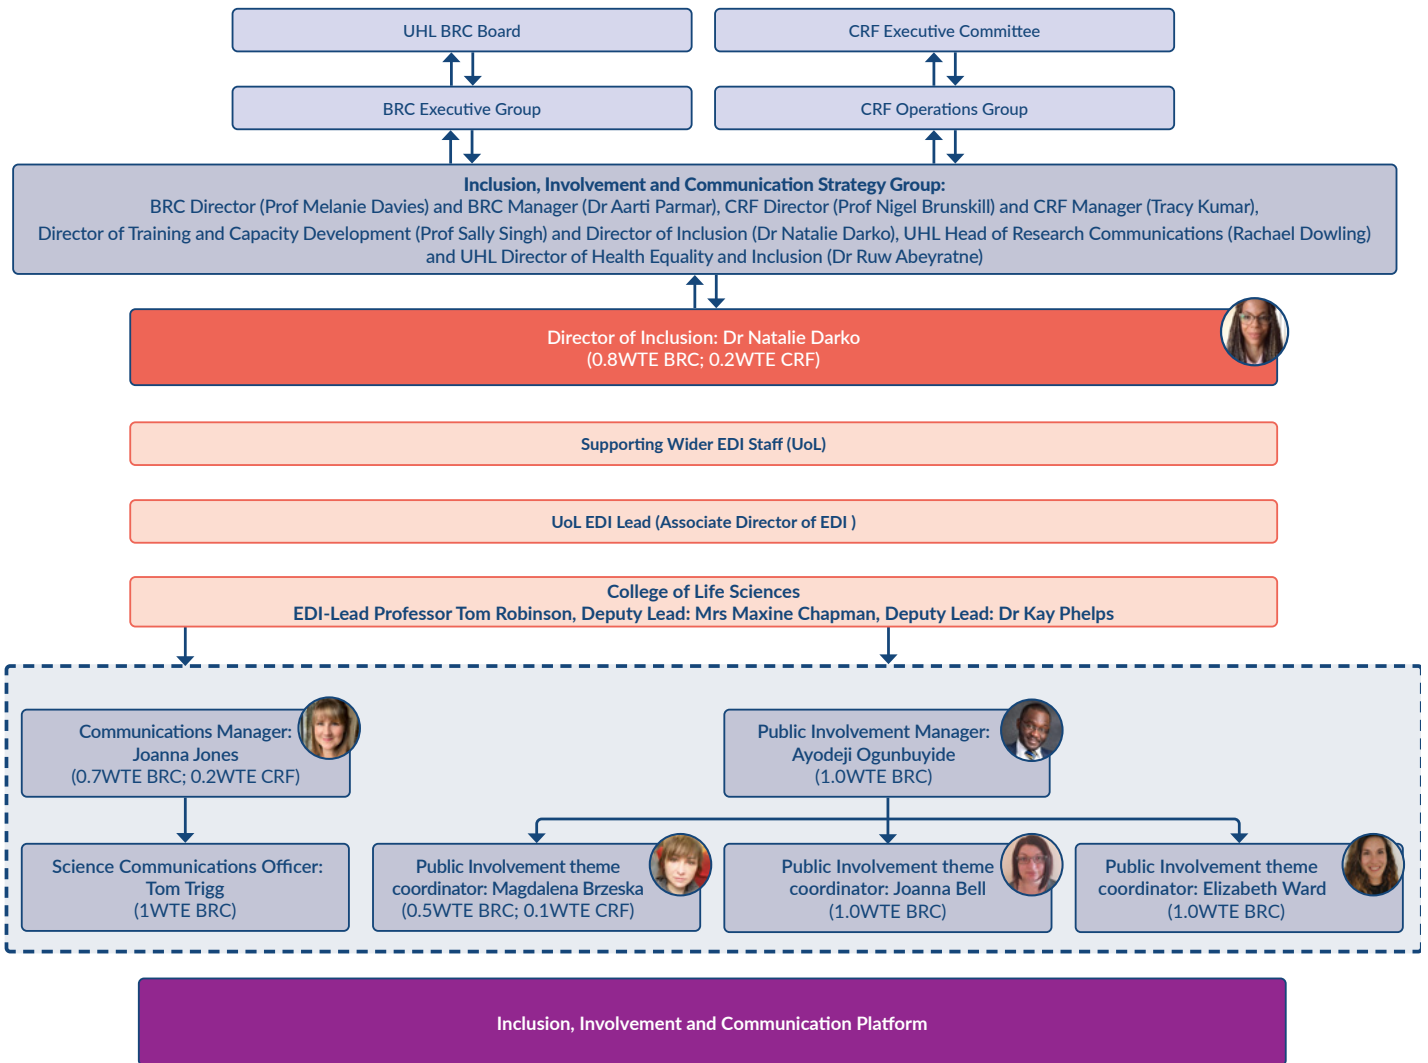 UHL BRC Board
CRF Executive Committee
BRC Executive Group
CRF Operations Group
Inclusion, Involvement and Communication Strategy Group:
BRC Director (Prof Melanie Davies) and BRC Manager (Dr Aarti Parmar), CRF Director (Prof Nigel Brunskill) and CRF Manager (Tracy Kumar),
Director of Training and Capacity Development (Prof Sally Singh) and Director of Inclusion (Dr Natalie Darko), UHL Head of Research Communications (Rachael Dowling)
and UHL Director of Health Equality and Inclusion (Dr Ruw Abeyratne)
Director of Inclusion: Dr Natalie Darko
(0.8WTE BRC; 0.2WTE CRF)
Supporting Wider EDI Staff (UoL)
UoL EDI Lead (Associate Director of EDI )
College of Life Sciences
EDI-Lead Professor Tom Robinson, Deputy Lead: Mrs Maxine Chapman, Deputy Lead: Dr Kay Phelps
Communications Manager:
Joanna Jones
(0.7WTE BRC; 0.2WTE CRF)
Public Involvement Manager:
Ayodeji Ogunbuyide
(1.0WTE BRC)
Science Communications Officer:
Tom Trigg
(1WTE BRC)
Public Involvement theme
coordinator: Magdalena Brzeska
(0.5WTE BRC; 0.1WTE CRF)
Public Involvement theme
coordinator: Joanna Bell
(1.0WTE BRC)
Public Involvement theme
coordinator: Elizabeth Ward
(1.0WTE BRC)
Inclusion, Involvement and Communication Platform